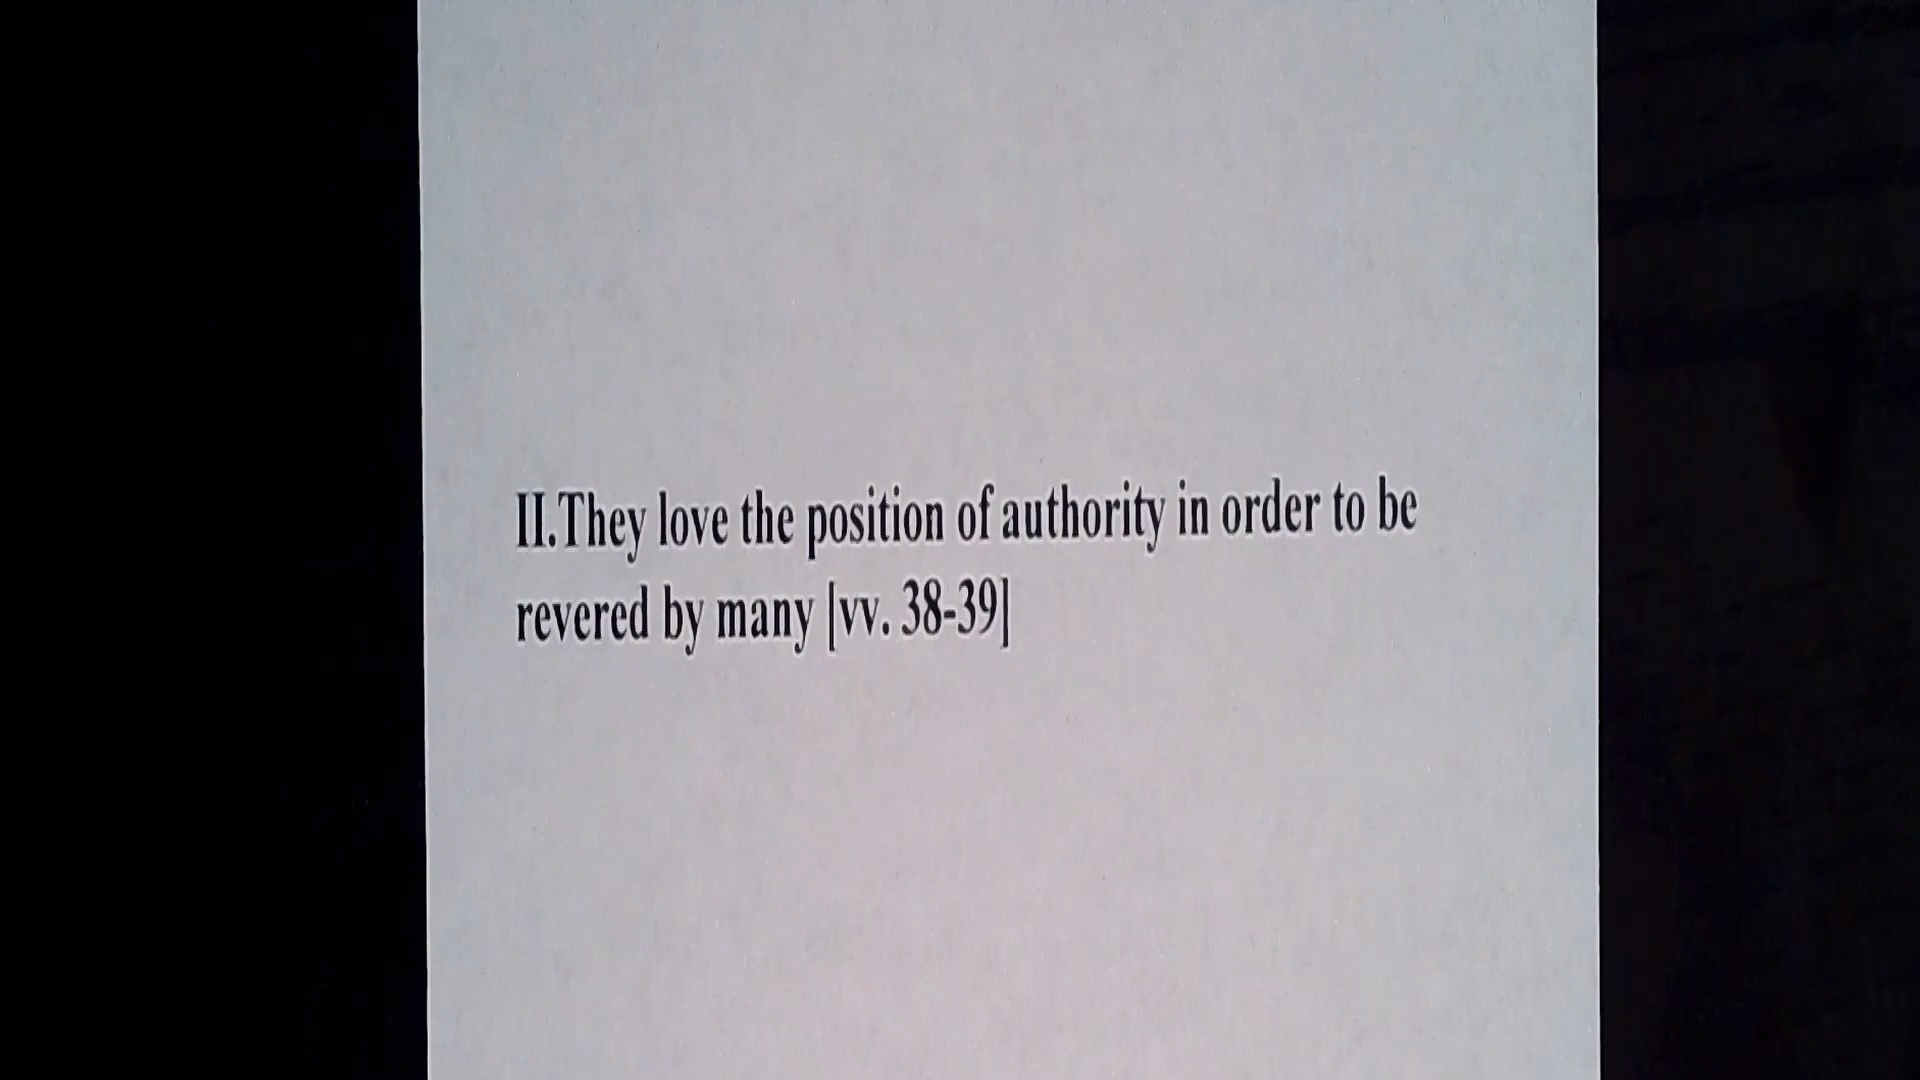 II.They love the position of authority in order to be
revered by many [vv. 38-39]